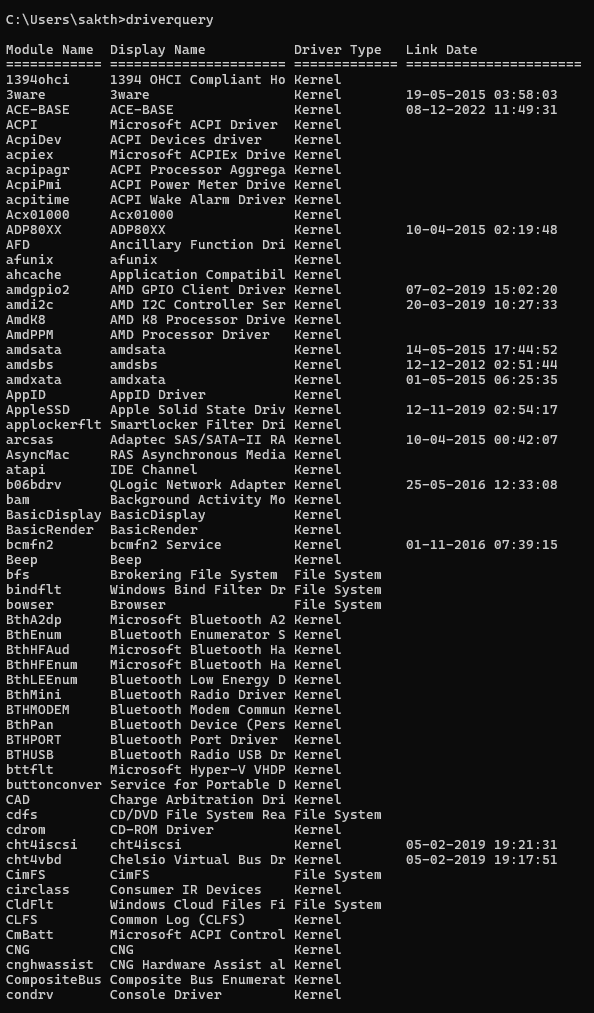 C:\Users\sakth>driverquery
Module Name  Display Name           Driver Type   Link Date
============ ====================== ============= ======================
1394ohci     1394 OHCI Compliant Ho Kernel
3ware        3ware                  Kernel        19-05-2015 03:58:03
ACE-BASE     ACE-BASE               Kernel        08-12-2022 11:49:31
ACPI         Microsoft ACPI Driver  Kernel
AcpiDev      ACPI Devices driver    Kernel
acpiex       Microsoft ACPIEx Drive Kernel
acpipagr     ACPI Processor Aggrega Kernel
AcpiPmi      ACPI Power Meter Drive Kernel
acpitime     ACPI Wake Alarm Driver Kernel
Acx01000     Acx01000               Kernel
ADP80XX      ADP80XX                Kernel        10-04-2015 02:19:48
AFD          Ancillary Function Dri Kernel
afunix       afunix                 Kernel
ahcache      Application Compatibil Kernel
amdgpio2     AMD GPIO Client Driver Kernel        07-02-2019 15:02:20
amdi2c       AMD I2C Controller Ser Kernel        20-03-2019 10:27:33
AmdK8        AMD K8 Processor Drive Kernel
AmdPPM       AMD Processor Driver   Kernel
amdsata      amdsata                Kernel        14-05-2015 17:44:52
amdsbs       amdsbs                 Kernel        12-12-2012 02:51:44
amdxata      amdxata                Kernel        01-05-2015 06:25:35
AppID        AppID Driver           Kernel
AppleSSD     Apple Solid State Driv Kernel        12-11-2019 02:54:17
applockerflt Smartlocker Filter Dri Kernel
arcsas       Adaptec SAS/SATA-II RA Kernel        10-04-2015 00:42:07
AsyncMac     RAS Asynchronous Media Kernel
atapi        IDE Channel            Kernel
b06bdrv      QLogic Network Adapter Kernel        25-05-2016 12:33:08
bam          Background Activity Mo Kernel
BasicDisplay BasicDisplay           Kernel
BasicRender  BasicRender            Kernel
bcmfn2       bcmfn2 Service         Kernel        01-11-2016 07:39:15
Beep         Beep                   Kernel
bfs          Brokering File System  File System
bindflt      Windows Bind Filter Dr File System
bowser       Browser                File System
BthA2dp      Microsoft Bluetooth A2 Kernel
BthEnum      Bluetooth Enumerator S Kernel
BthHFAud     Microsoft Bluetooth Ha Kernel
BthHFEnum    Microsoft Bluetooth Ha Kernel
BthLEEnum    Bluetooth Low Energy D Kernel
BthMini      Bluetooth Radio Driver Kernel
BTHMODEM     Bluetooth Modem Commun Kernel
BthPan       Bluetooth Device (Pers Kernel
BTHPORT      Bluetooth Port Driver  Kernel
BTHUSB       Bluetooth Radio USB Dr Kernel
bttflt       Microsoft Hyper-V VHDP Kernel
buttonconver Service for Portable D Kernel
CAD          Charge Arbitration Dri Kernel
cdfs         CD/DVD File System Rea File System
cdrom        CD-ROM Driver          Kernel
cht4iscsi    cht4iscsi              Kernel        05-02-2019 19:21:31
cht4vbd      Chelsio Virtual Bus Dr Kernel        05-02-2019 19:17:51
CimFS        CimFS                  File System
circlass     Consumer IR Devices    Kernel
CldFlt       Windows Cloud Files Fi File System
CLFS         Common Log (CLFS)      Kernel
CmBatt       Microsoft ACPI Control Kernel
CNG          CNG                    Kernel
cnghwassist  CNG Hardware Assist al Kernel
CompositeBus Composite Bus Enumerat Kernel
condrv       Console Driver         Kernel